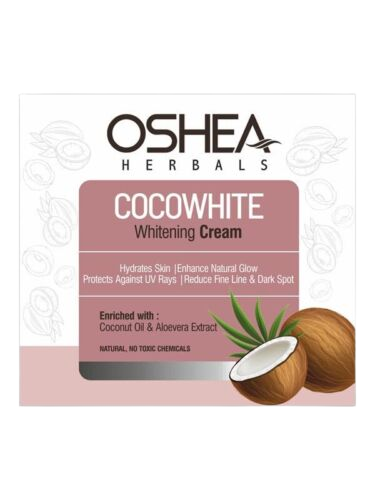 OSHEA
HERBALS
COCOWHITE
Whitening Cream
Hydrates Skin |Enhance Natural Glow
Protects Against UV Rays | Reduce Fine Line & Dark Spot
Enriched with :
Coconut Oil & Aloevera Extract
NATURAL, NO TOXIC CHEMICALS